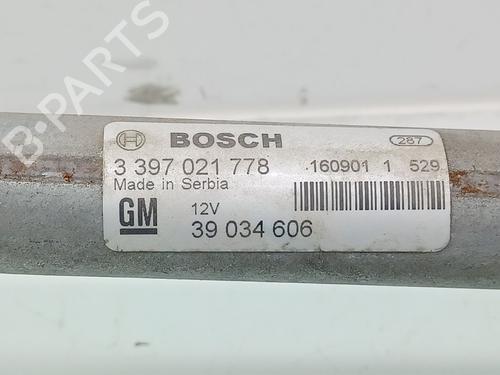 B-PARTS
BOSCH 287
3 397 021 778 160901 1 529
Made in Serbia
GM 12V
39 034 606